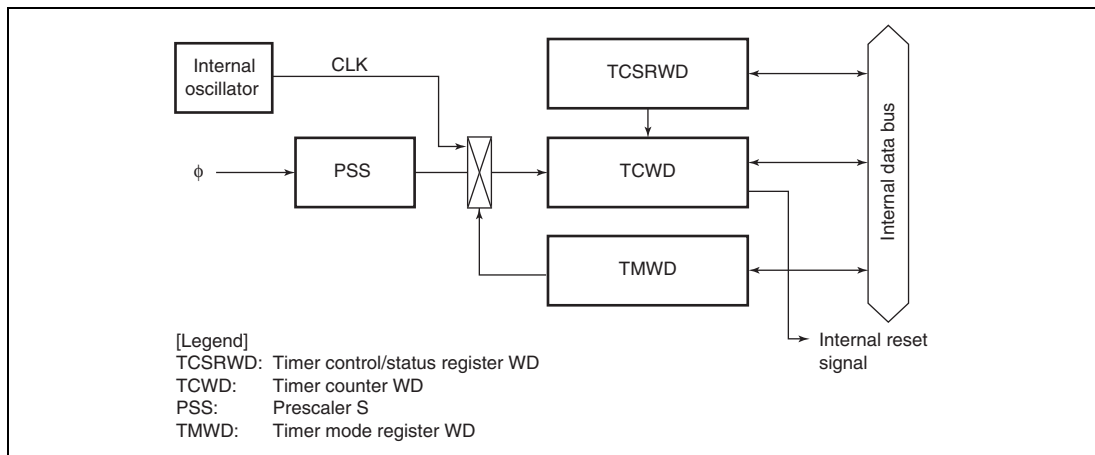 Internal
oscillator
CLK
TCSRWD
φ
PSS
TCWD
TMWD
Internal data bus
Internal reset
signal
[Legend]
TCSRWD: Timer control/status register WD
TCWD: Timer counter WD
PSS: Prescaler S
TMWD: Timer mode register WD